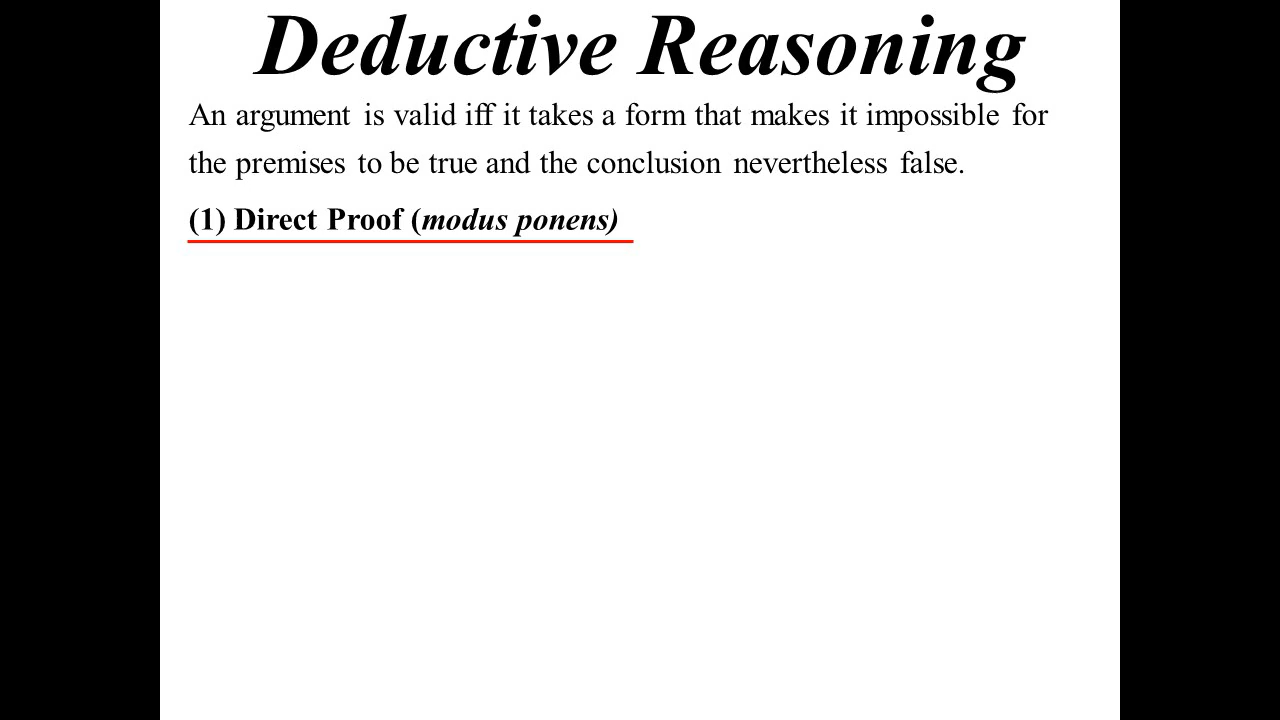 Deductive Reasoning
An argument is valid iff it takes a form that makes it impossible for
the premises to be true and the conclusion nevertheless false.
(1) Direct Proof (modus ponens)